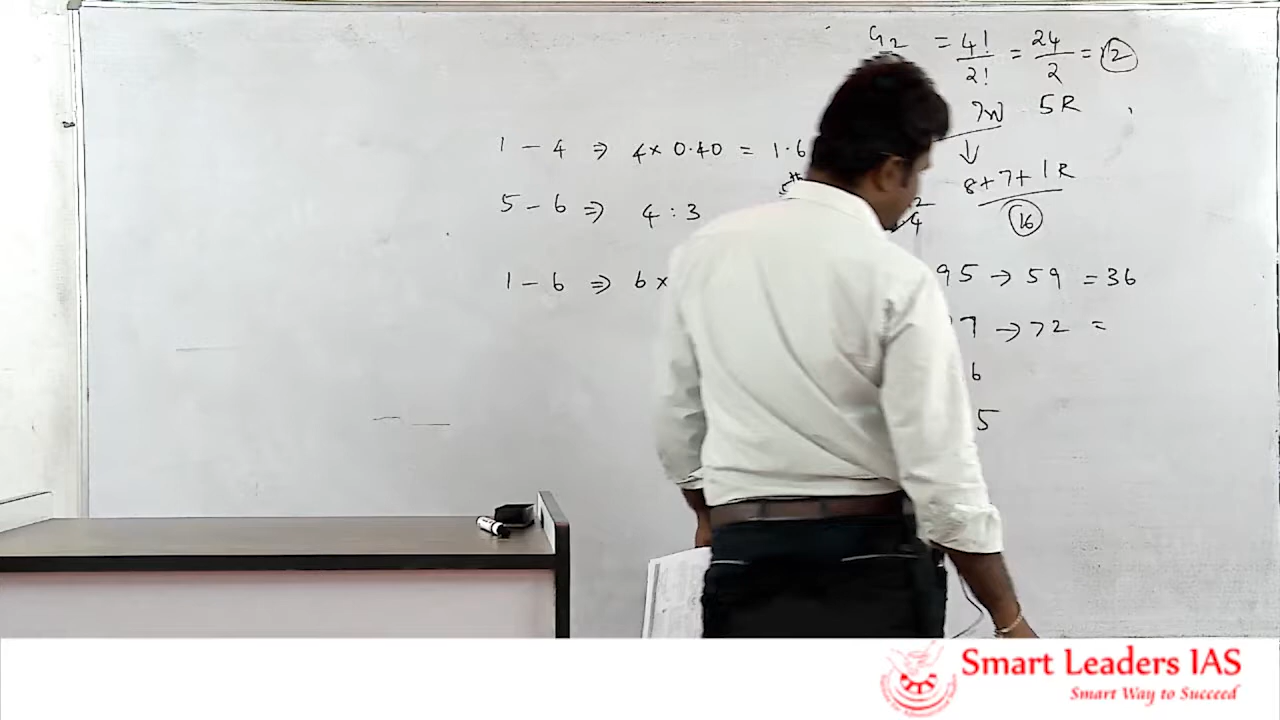 = 4!/2! = 24/2 = 12
7W 5R
1 - 4 ⇒ 4 × 0.40 = 1.6
8 + 7 + 1R
16
5 - 6 ⇒ 4 : 3
1 - 6 ⇒ 6 ×
95 → 59 = 36
7 → 72 =
6
5
Smart Leaders IAS
Smart Way to Succeed